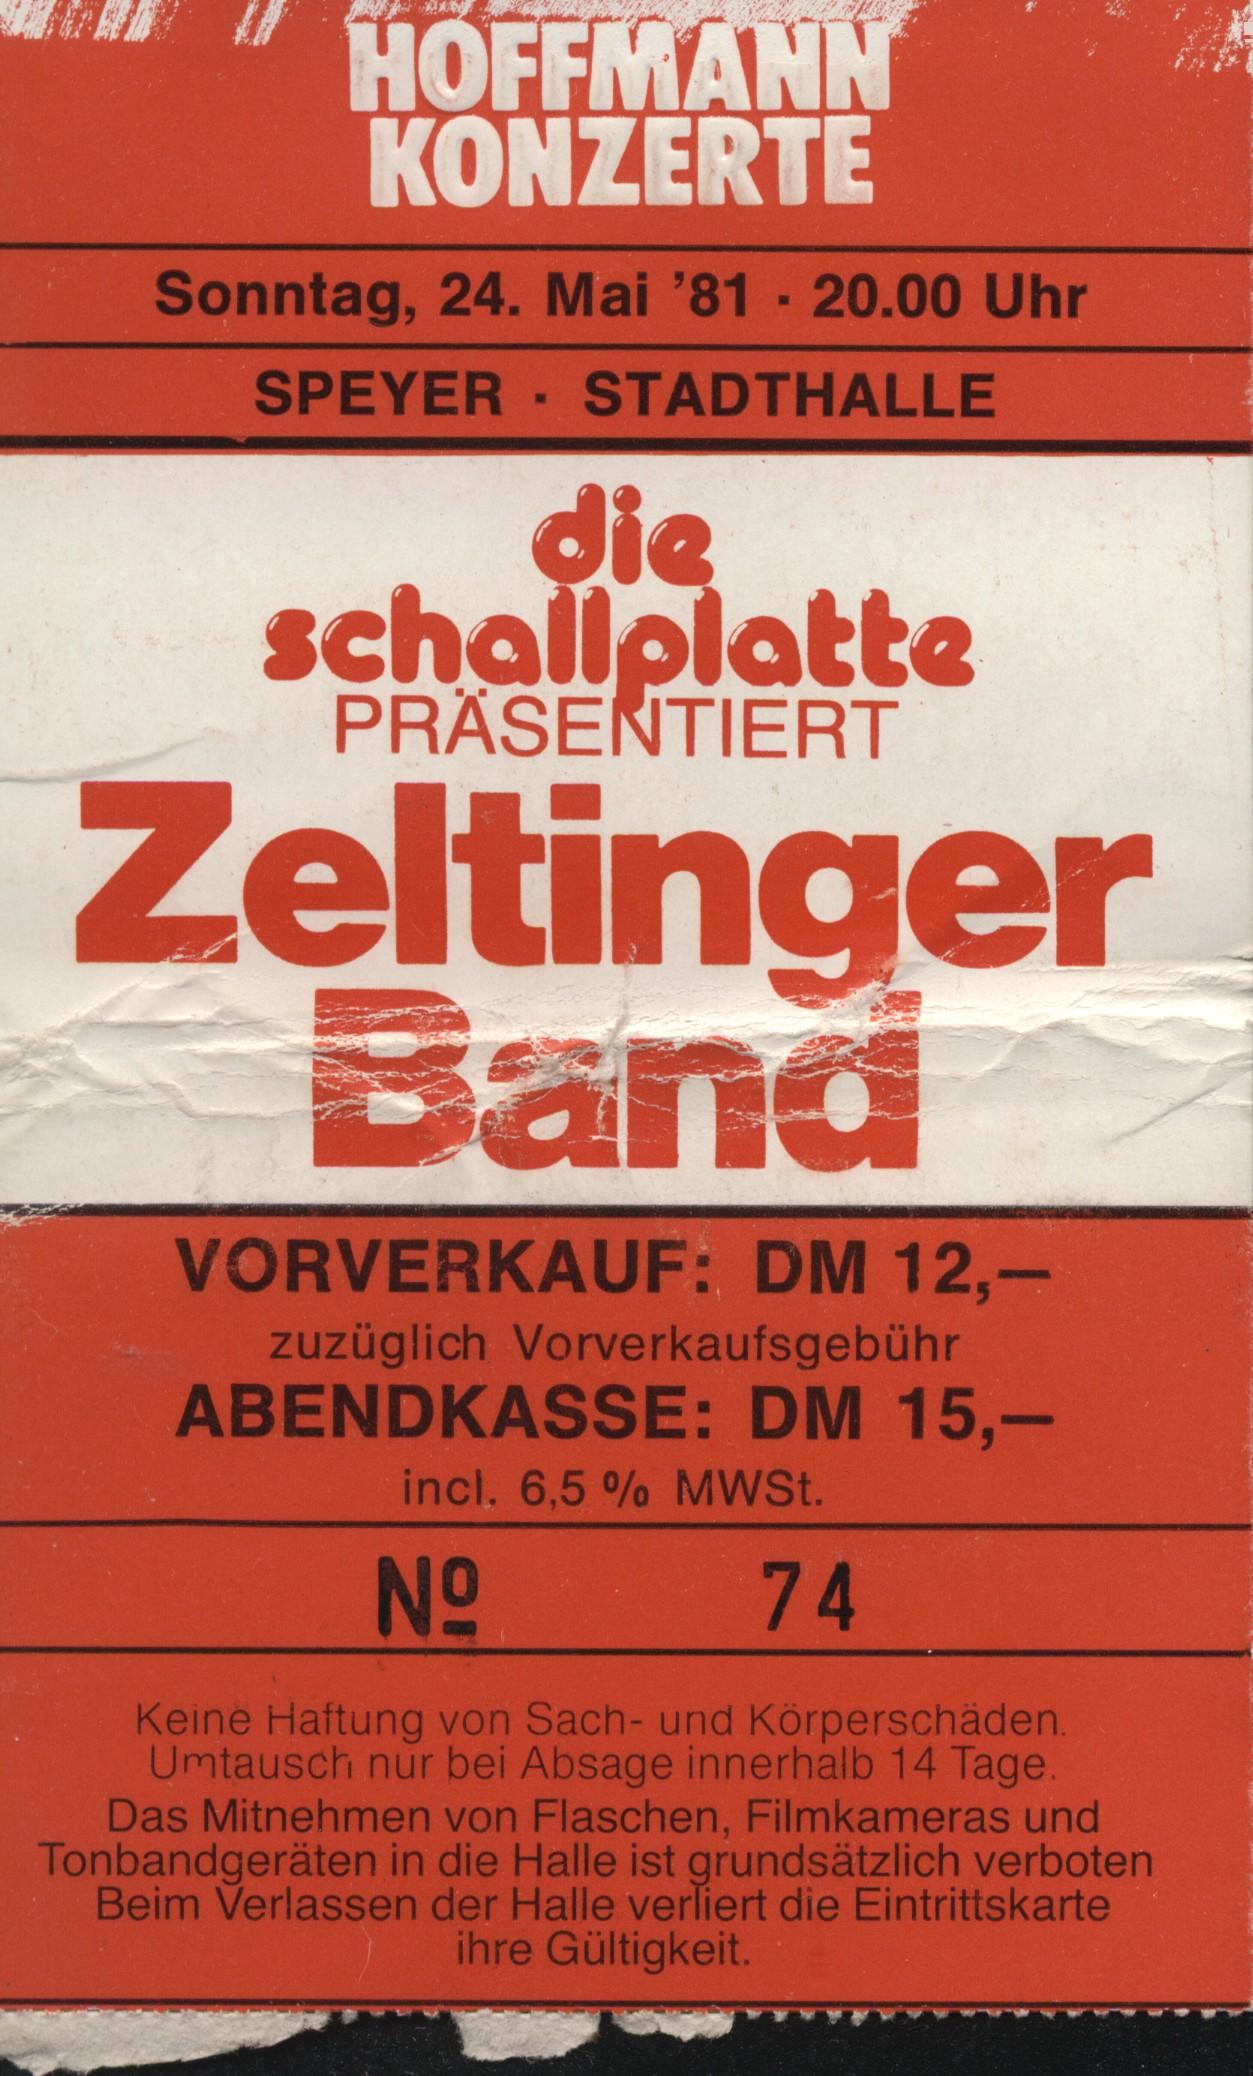 HOFFMANN
KONZERTE
Sonntag, 24. Mai '81 · 20.00 Uhr
SPEYER · STADTHALLE
die
schallplatte
PRÄSENTIERT
Zeltinger
Band
VORVERKAUF: DM 12,—
zuzüglich Vorverkaufsgebühr
ABENDKASSE: DM 15,—
incl. 6,5 % MWSt.
Nº 74
Keine Haftung von Sach- und Körperschäden.
Umtausch nur bei Absage innerhalb 14 Tage.
Das Mitnehmen von Flaschen, Filmkameras und
Tonbandgeräten in die Halle ist grundsätzlich verboten
Beim Verlassen der Halle verliert die Eintrittskarte
ihre Gültigkeit.